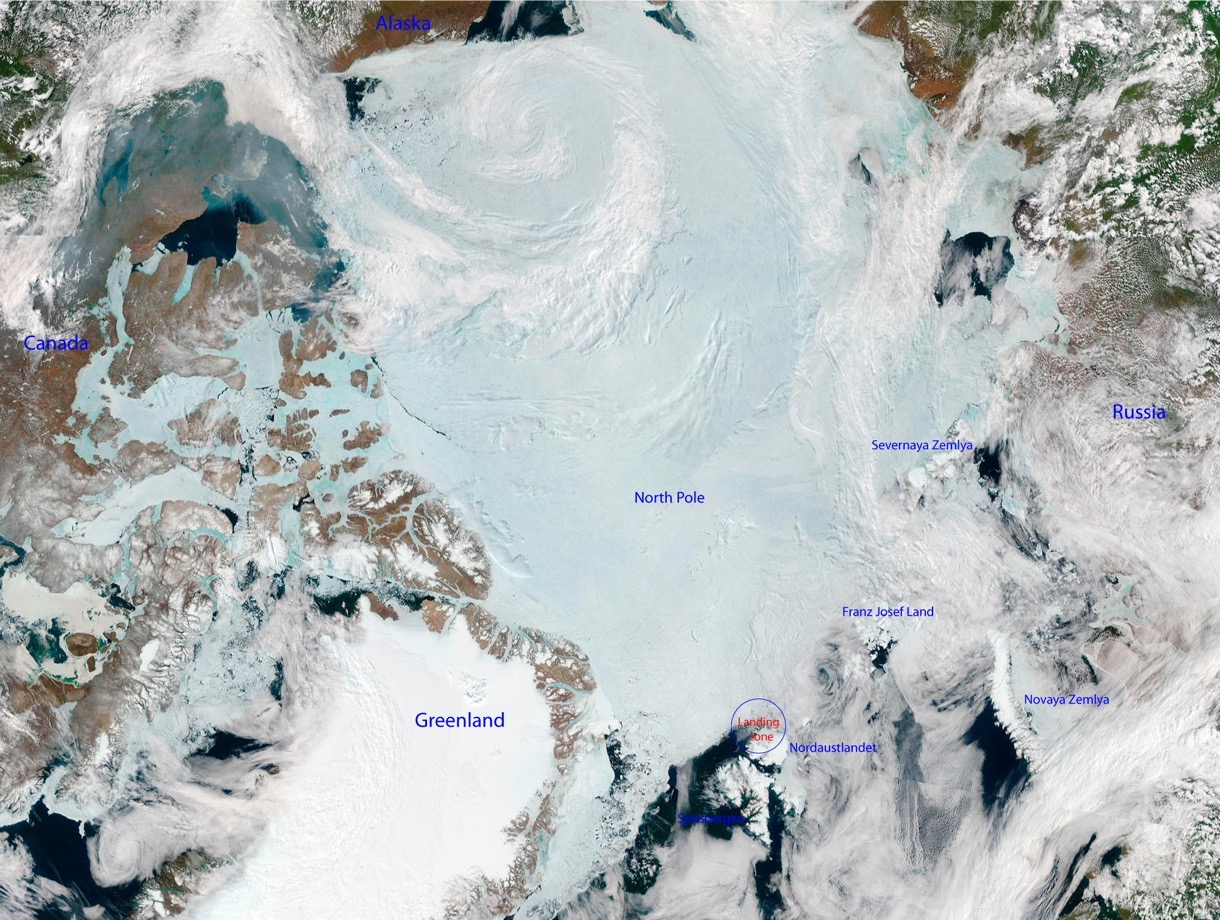 Alaska
Canada
Russia
Severnaya Zemlya
North Pole
Franz Josef Land
Novaya Zemlya
Greenland
Landing
zone
Nordaustlandet
Spitsbergen